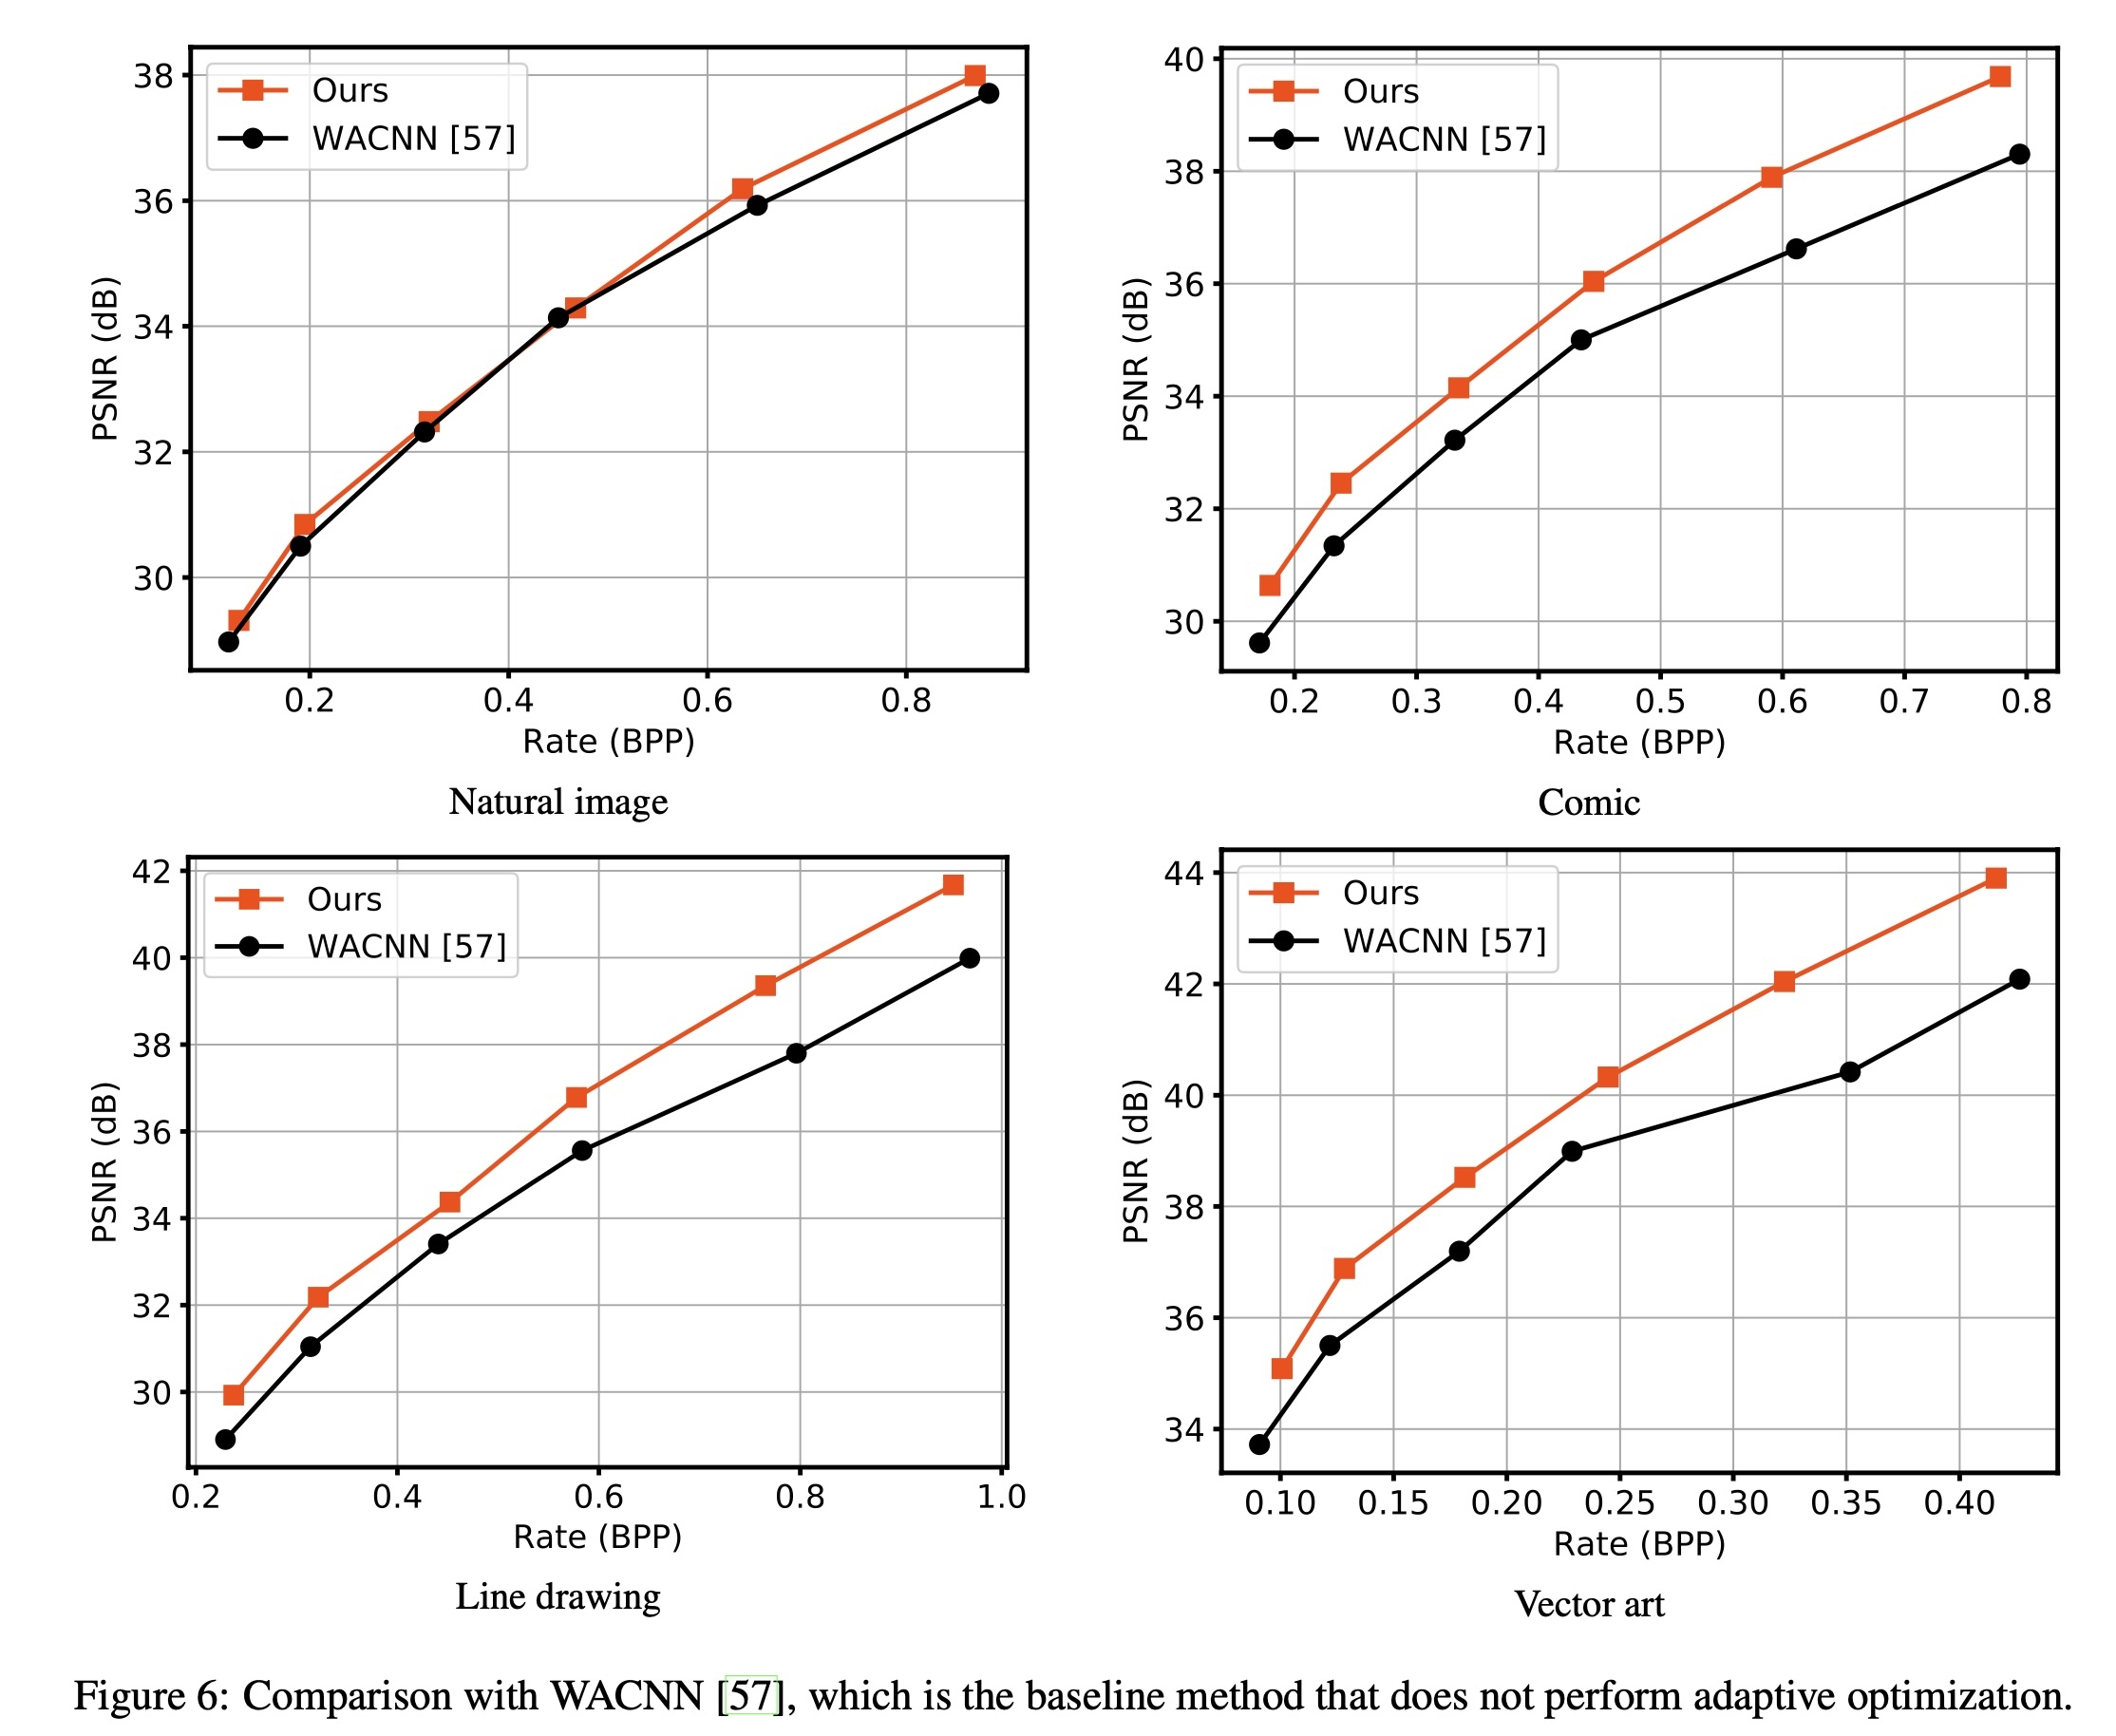 38
36
34
32
30
PSNR (dB)
Ours
WACNN [57]
0.2 0.4 0.6 0.8
Rate (BPP)
Natural image
40
38
36
34
32
30
PSNR (dB)
Ours
WACNN [57]
0.2 0.3 0.4 0.5 0.6 0.7 0.8
Rate (BPP)
Comic
42
40
38
36
34
32
30
PSNR (dB)
Ours
WACNN [57]
0.2 0.4 0.6 0.8 1.0
Rate (BPP)
Line drawing
44
42
40
38
36
34
PSNR (dB)
Ours
WACNN [57]
0.10 0.15 0.20 0.25 0.30 0.35 0.40
Rate (BPP)
Vector art
Figure 6: Comparison with WACNN [57], which is the baseline method that does not perform adaptive optimization.